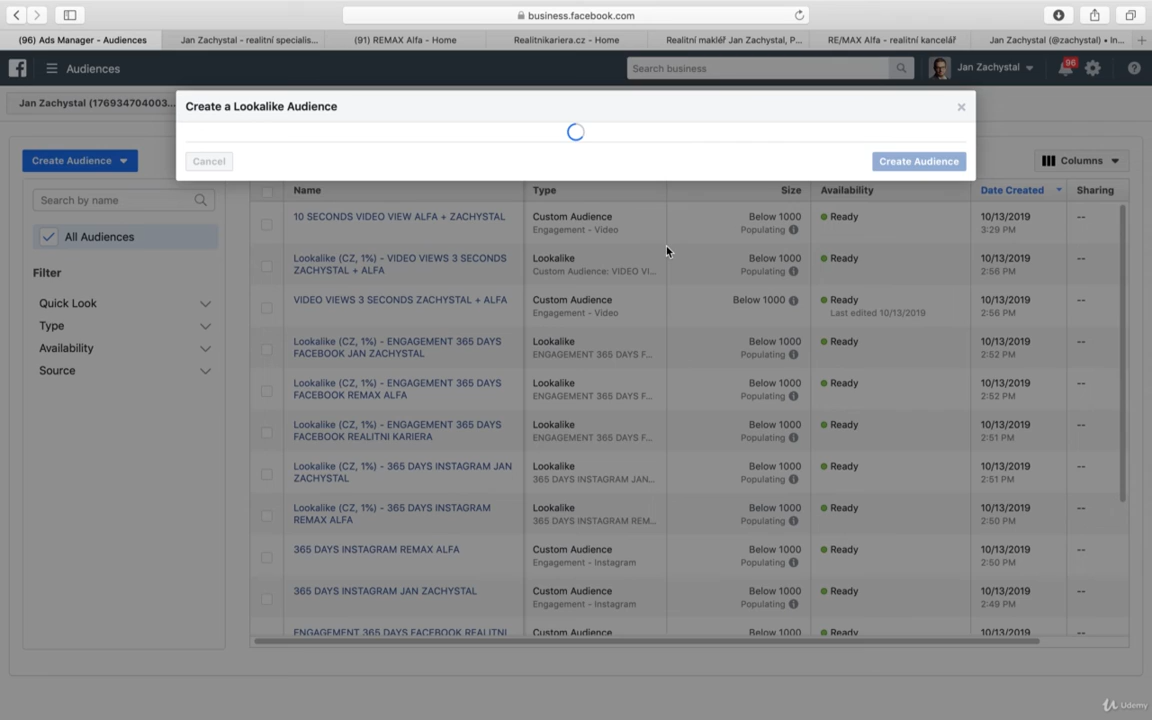 business.facebook.com
(96) Ads Manager - Audiences
Jan Zachystal - realitní specialis...
(91) REMAX Alfa - Home
Realitnikariera.cz - Home
Realitní makléř Jan Zachystal, P...
RE/MAX Alfa - realitní kancelář
Jan Zachystal (@zachystal) • In...
Audiences
Search business
Jan Zachystal
96
Jan Zachystal (176934704003...
Create a Lookalike Audience
Cancel
Create Audience
Create Audience
Columns
Search by name
All Audiences
Filter
Quick Look
Type
Availability
Source
Name
Type
Size
Availability
Date Created
Sharing
10 SECONDS VIDEO VIEW ALFA + ZACHYSTAL
Custom Audience
Engagement - Video
Below 1000
Populating
Ready
10/13/2019
3:29 PM
--
Lookalike (CZ, 1%) - VIDEO VIEWS 3 SECONDS
ZACHYSTAL + ALFA
Lookalike
Custom Audience: VIDEO VI...
Below 1000
Populating
Ready
10/13/2019
2:56 PM
--
VIDEO VIEWS 3 SECONDS ZACHYSTAL + ALFA
Custom Audience
Engagement - Video
Below 1000
Ready
Last edited 10/13/2019
10/13/2019
2:56 PM
--
Lookalike (CZ, 1%) - ENGAGEMENT 365 DAYS
FACEBOOK JAN ZACHYSTAL
Lookalike
ENGAGEMENT 365 DAYS F...
Below 1000
Populating
Ready
10/13/2019
2:52 PM
--
Lookalike (CZ, 1%) - ENGAGEMENT 365 DAYS
FACEBOOK REMAX ALFA
Lookalike
ENGAGEMENT 365 DAYS F...
Below 1000
Populating
Ready
10/13/2019
2:52 PM
--
Lookalike (CZ, 1%) - ENGAGEMENT 365 DAYS
FACEBOOK REALITNI KARIERA
Lookalike
ENGAGEMENT 365 DAYS F...
Below 1000
Populating
Ready
10/13/2019
2:51 PM
--
Lookalike (CZ, 1%) - 365 DAYS INSTAGRAM JAN
ZACHYSTAL
Lookalike
365 DAYS INSTAGRAM JAN...
Below 1000
Populating
Ready
10/13/2019
2:51 PM
--
Lookalike (CZ, 1%) - 365 DAYS INSTAGRAM
REMAX ALFA
Lookalike
365 DAYS INSTAGRAM REM...
Below 1000
Populating
Ready
10/13/2019
2:50 PM
--
365 DAYS INSTAGRAM REMAX ALFA
Custom Audience
Engagement - Instagram
Below 1000
Populating
Ready
10/13/2019
2:50 PM
--
365 DAYS INSTAGRAM JAN ZACHYSTAL
Custom Audience
Engagement - Instagram
Below 1000
Populating
Ready
10/13/2019
2:49 PM
--
ENGAGEMENT 365 DAYS FACEBOOK REALITNI
Custom Audience
Below 1000
Ready
10/13/2019
--
Udemy